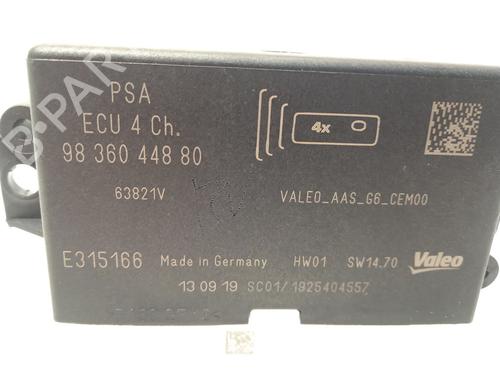 PSA
ECU 4 Ch.
4x
98 360 448 80
63821V
VALEO_AAS_G6_CEM00
E315166 Made in Germany HW01 SW14.70 Valeo
13 09 19 SC01/1925404557
B-PARTS